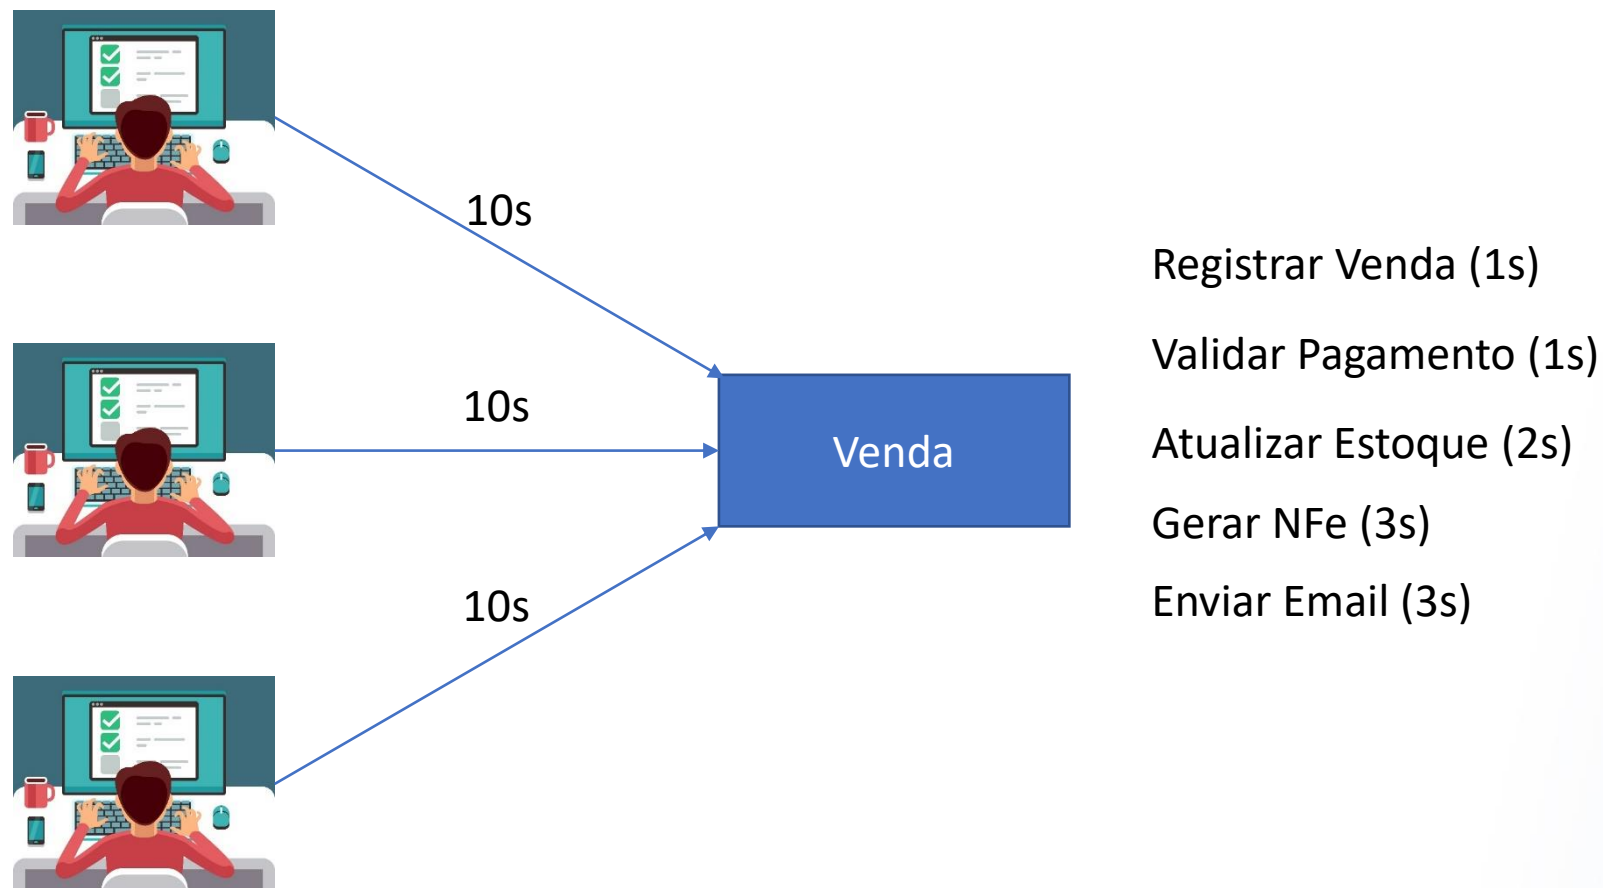 10s
10s
10s
Venda
Registrar Venda (1s)
Validar Pagamento (1s)
Atualizar Estoque (2s)
Gerar NFe (3s)
Enviar Email (3s)